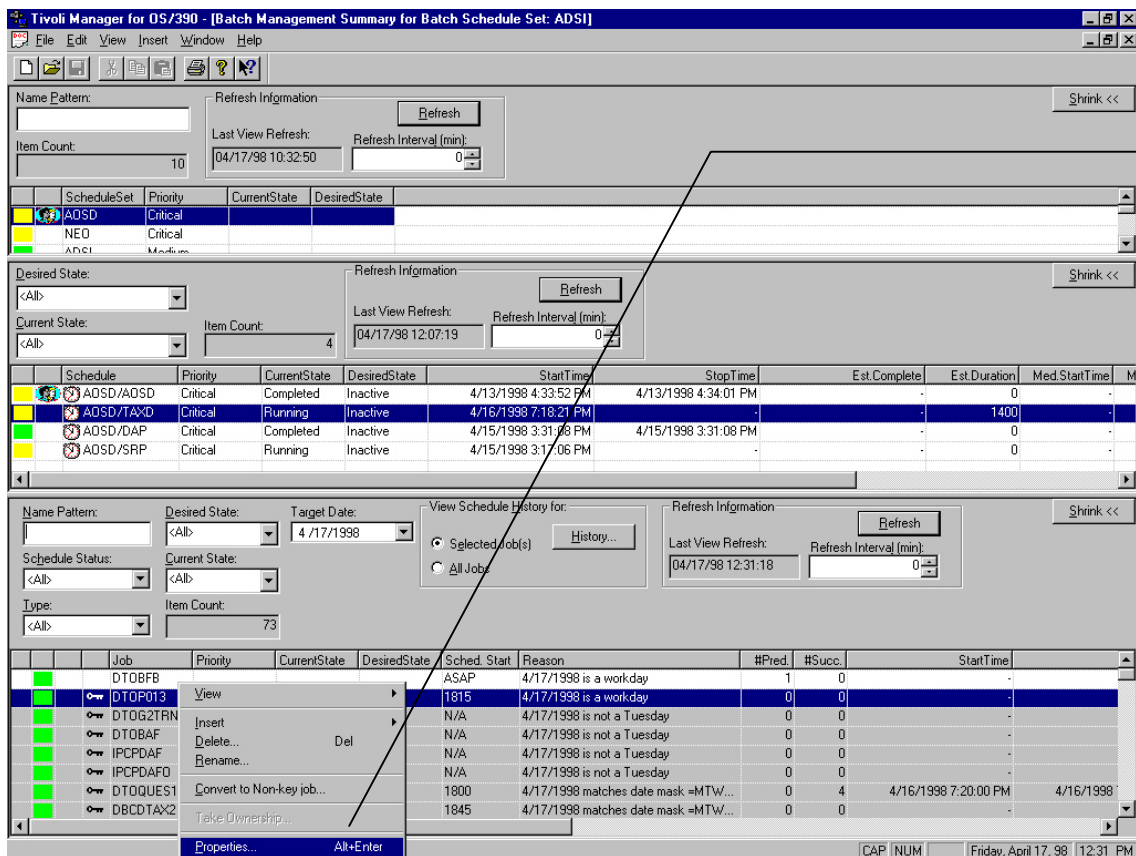 Tivoli Manager for OS/390 - [Batch Management Summary for Batch Schedule Set: ADSI]
File Edit View Insert Window Help
Name Pattern:
Refresh Information
Refresh
Shrink <<
Last View Refresh:
Refresh Interval (min):
Item Count:
10
04/17/98 10:32:50
0
ScheduleSet Priority CurrentState DesiredState
AOSD Critical
NEO Critical
ADSI Medium
Desired State:
Refresh Information
Refresh
Shrink <<
<All>
Last View Refresh:
Refresh Interval (min):
Current State:
Item Count:
<All>
4
04/17/98 12:07:19
0
Schedule Priority CurrentState DesiredState StartTime StopTime Est.Complete Est.Duration Med.StartTime M
AOSD/AOSD Critical Completed Inactive 4/13/1998 4:33:52 PM 4/13/1998 4:34:01 PM - 0 -
AOSD/TAXD Critical Running Inactive 4/16/1998 7:18:21 PM - - 1400 -
AOSD/DAP Critical Completed Inactive 4/15/1998 3:31:08 PM 4/15/1998 3:31:08 PM - 0 -
AOSD/SRP Critical Running Inactive 4/15/1998 3:17:06 PM - - 0 -
Name Pattern: Desired State: Target Date: View Schedule History for: Refresh Information
Shrink <<
<All> 4 /17/1998
Selected Job(s)
History...
Refresh
Schedule Status: Current State:
Last View Refresh:
Refresh Interval (min):
<All> <All>
All Jobs
04/17/98 12:31:18
0
Type: Item Count:
<All> 73
Job Priority CurrentState DesiredState Sched. Start Reason #Pred. #Succ. StartTime
DTOBFB ASAP 4/17/1998 is a workday 1 0 -
DTOP013 1815 4/17/1998 is a workday 0 0 -
DTOG2TRN N/A 4/17/1998 is not a Tuesday 0 0 -
DTOBAF N/A 4/17/1998 is not a Tuesday 0 0 -
IPCPDAF N/A 4/17/1998 is not a Tuesday 0 0 -
IPCPDAFO N/A 4/17/1998 is not a Tuesday 0 0 -
DTOQUES1 1800 4/17/1998 matches date mask =MTW... 0 4 4/16/1998 7:20:00 PM 4/16/1998
DBCDTAX2 1845 4/17/1998 matches date mask =MTW... 0 0 -
View
Insert
Delete... Del
Rename...
Convert to Non-key job...
Take Ownership...
Properties... Alt+Enter
CAP NUM Friday, April 17, 98 12:31 PM